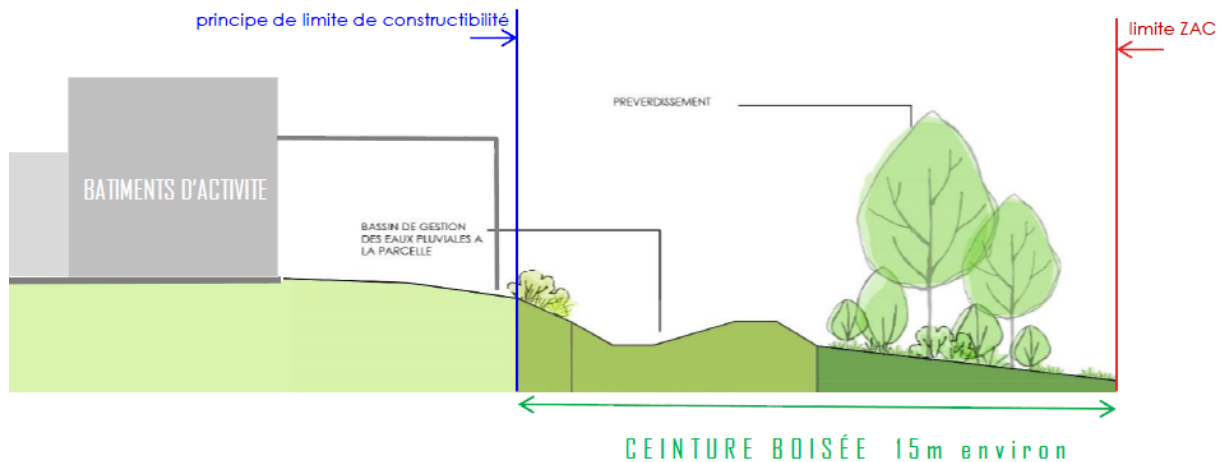 principe de limite de constructibilité
limite ZAC
PREVERDISSEMENT
BATIMENTS D'ACTIVITE
BASSIN DE GESTION
DES EAUX PLUVIALES A
LA PARCELLE
CEINTURE BOISÉE 15m environ